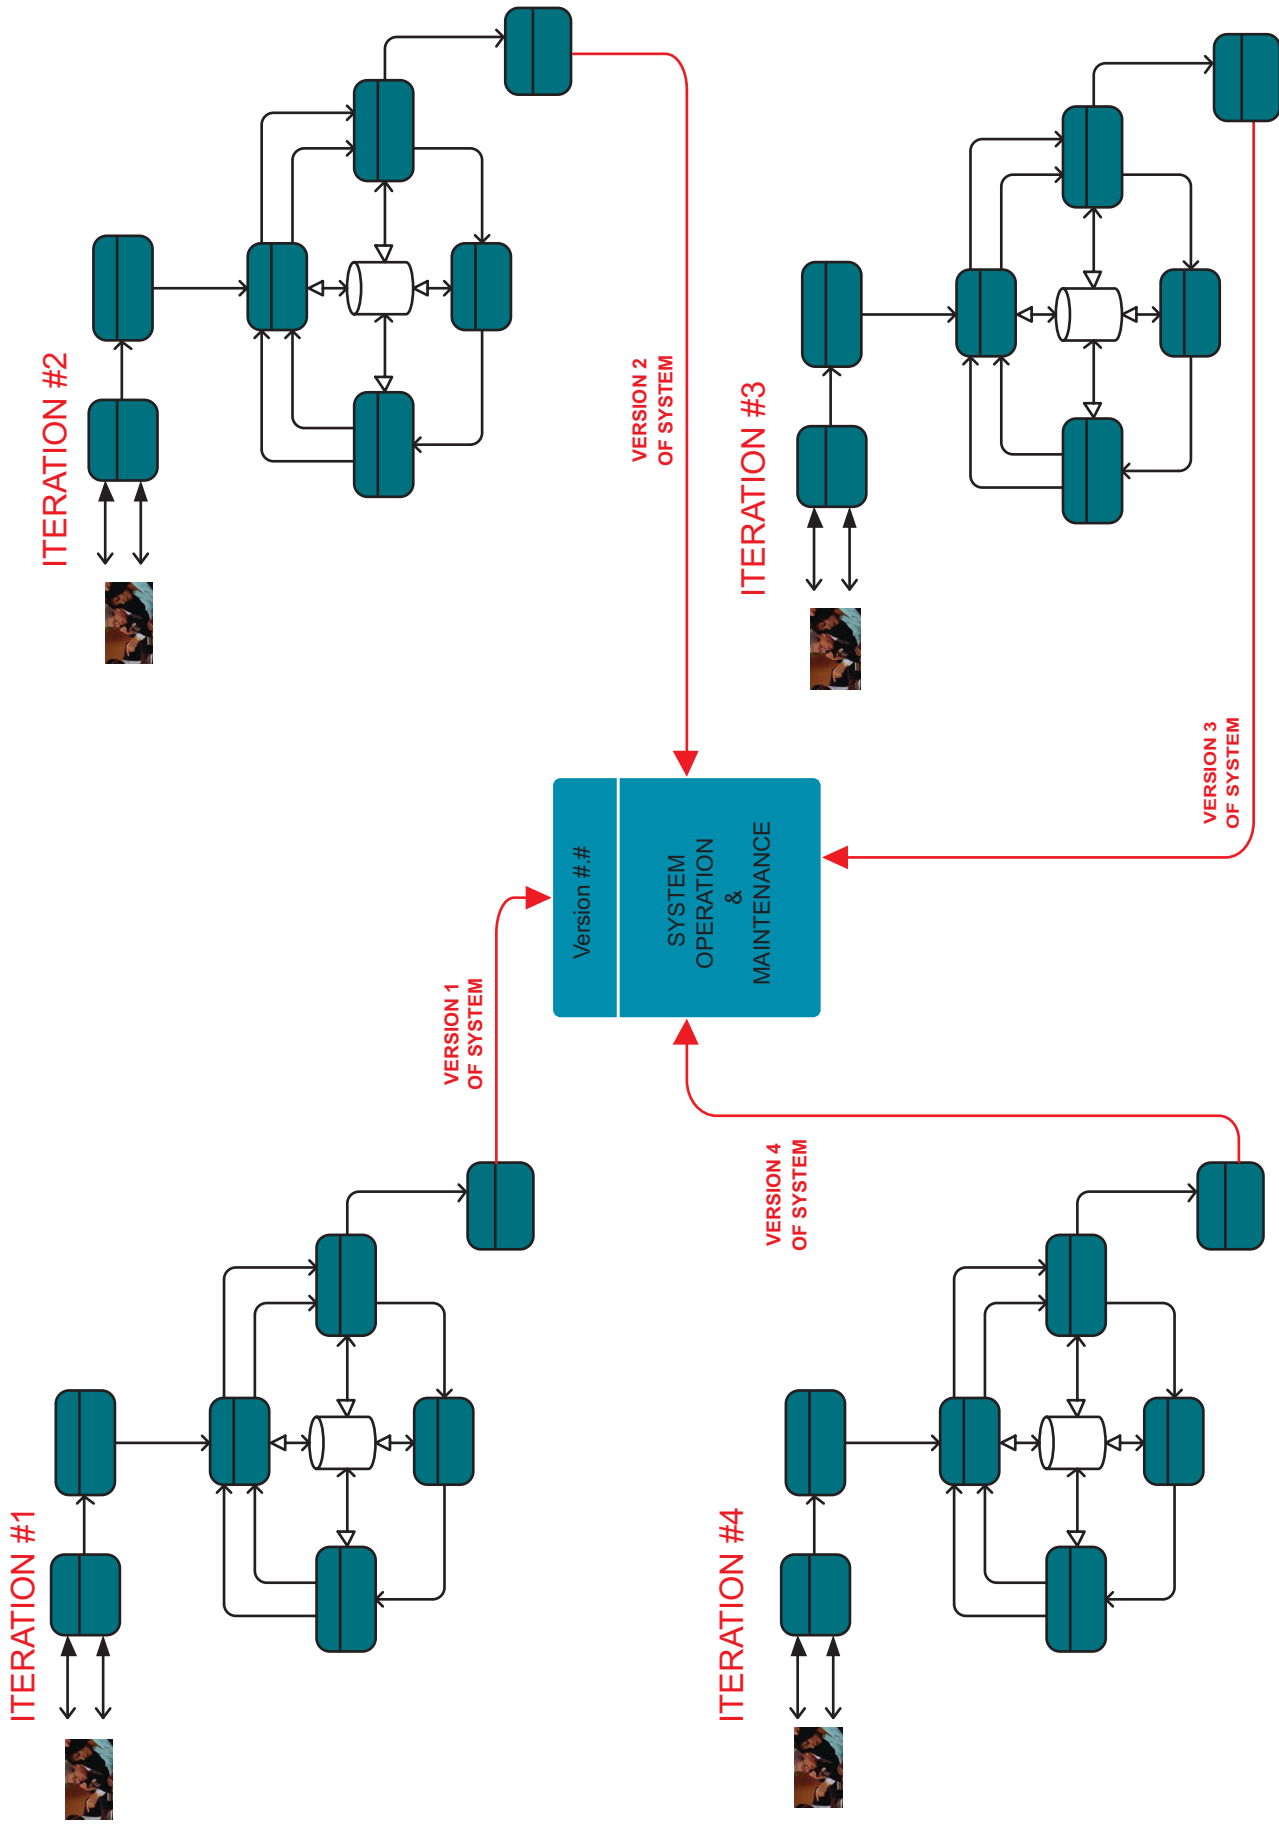 ITERATION #1
ITERATION #2
VERSION 1
OF SYSTEM
VERSION 2
OF SYSTEM
Version #.#
SYSTEM
OPERATION
&
MAINTENANCE
ITERATION #4
ITERATION #3
VERSION 4
OF SYSTEM
VERSION 3
OF SYSTEM